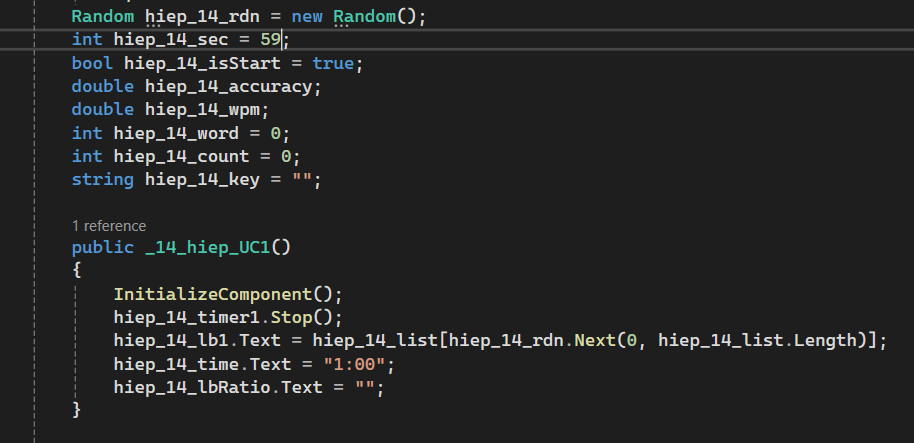 Random hiep_14_rdn = new Random();
int hiep_14_sec = 59;
bool hiep_14_isStart = true;
double hiep_14_accuracy;
double hiep_14_wpm;
int hiep_14_word = 0;
int hiep_14_count = 0;
string hiep_14_key = "";
1 reference
public _14_hiep_UC1()
{
InitializeComponent();
hiep_14_timer1.Stop();
hiep_14_lb1.Text = hiep_14_list[hiep_14_rdn.Next(0, hiep_14_list.Length)];
hiep_14_time.Text = "1:00";
hiep_14_lbRatio.Text = "";
}